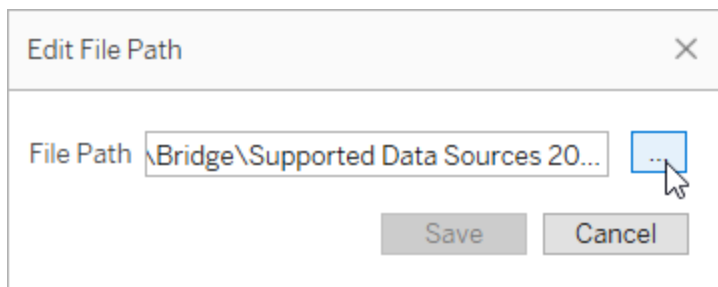 Edit File Path
File Path \Bridge\Supported Data Sources 20... ...
Save Cancel